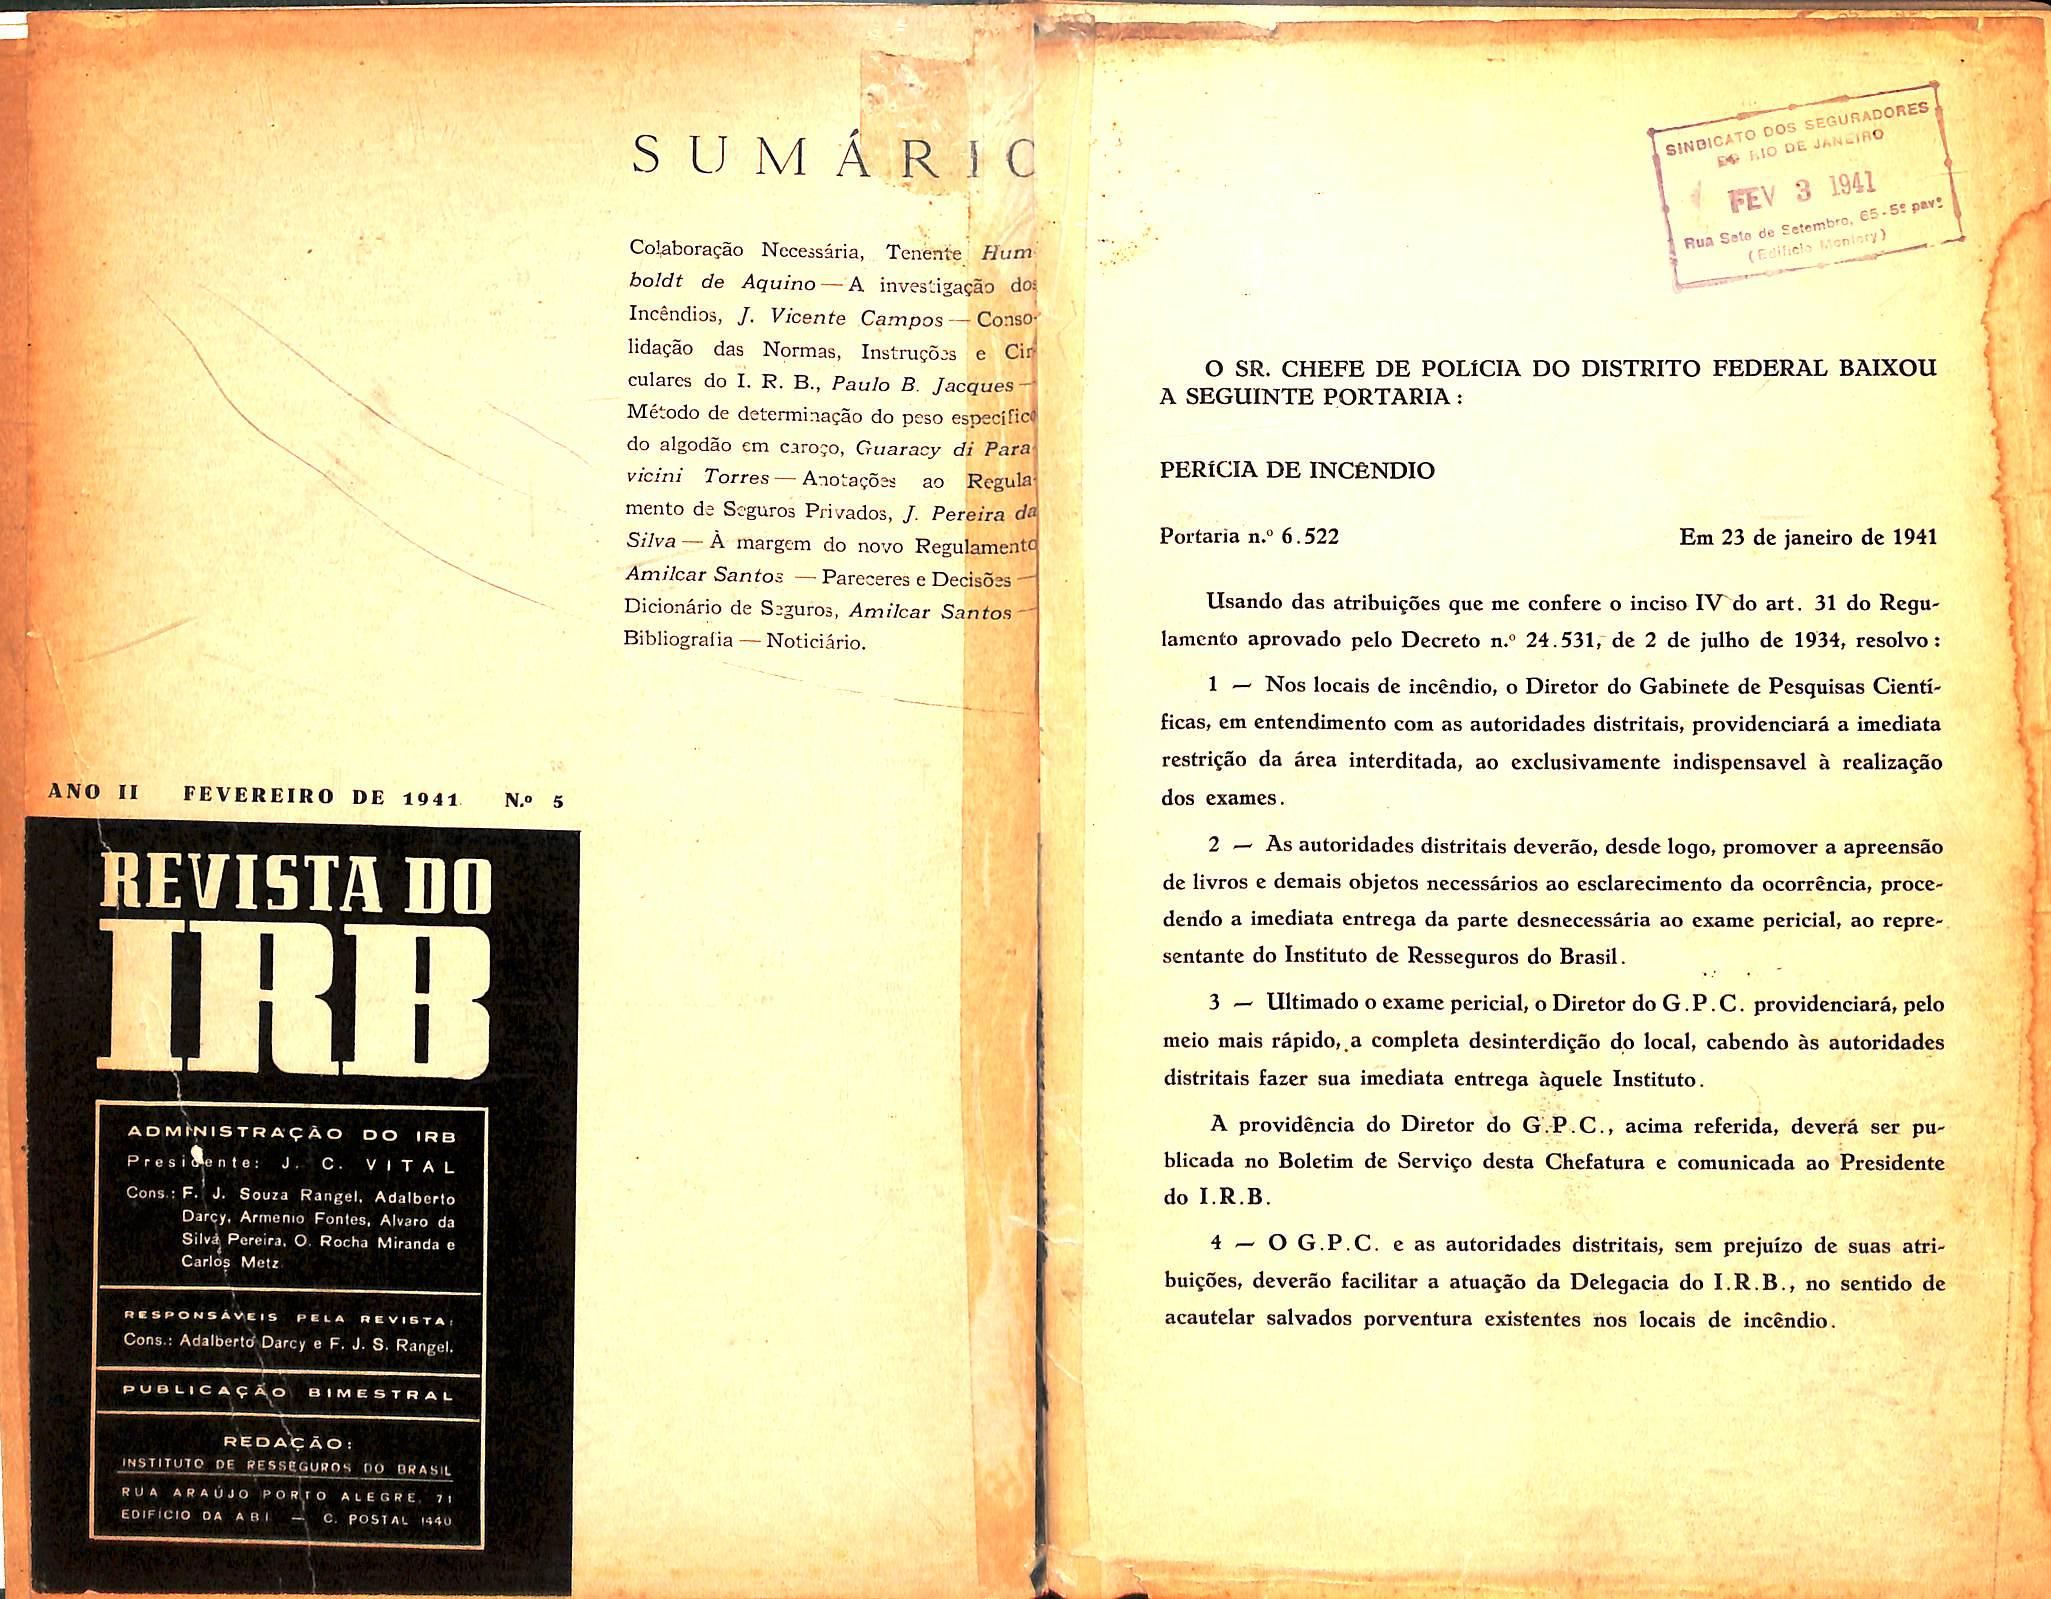 SUMÁRIO
Colaboração Necessária, Tenente Hum-
boldt de Aquino — A investigação dos
Incêndios, J. Vicente Campos — Conso-
lidação das Normas, Instruções e Cir-
culares do I. R. B., Paulo B. Jacques —
Método de determinação do peso específico
do algodão em caroço, Guaracy di Para-
vicini Torres — Anotações ao Regula-
mento de Seguros Privados, J. Pereira da
Silva — À margem do novo Regulamento
Amilcar Santos — Pareceres e Decisões —
Dicionário de Seguros, Amilcar Santos —
Bibliografia — Noticiário.
ANO II FEVEREIRO DE 1941 N.º 5
REVISTA DO
IRB
ADMINISTRAÇÃO DO IRB
Presidente: J. C. VITAL
Cons.: F. J. Souza Rangel, Adalberto
Darcy, Armenio Fontes, Alvaro da
Silva Pereira, O. Rocha Miranda e
Carlos Metz
RESPONSÁVEIS PELA REVISTA:
Cons.: Adalberto Darcy e F. J. S. Rangel.
PUBLICAÇÃO BIMESTRAL
REDAÇÃO:
INSTITUTO DE RESSEGUROS DO BRASIL
RUA ARAÚJO PORTO ALEGRE, 71
EDIFÍCIO DA ABI — C. POSTAL 1440
SINDICATO DOS SEGURADORES
DO RIO DE JANEIRO
FEV 3 1941
Rua Sete de Setembro, 65-5º pavº
(Edificio
O SR. CHEFE DE POLÍCIA DO DISTRITO FEDERAL BAIXOU
A SEGUINTE PORTARIA :
PERÍCIA DE INCÊNDIO
Portaria n.º 6.522 Em 23 de janeiro de 1941
Usando das atribuições que me confere o inciso IV do art. 31 do Regu-
lamento aprovado pelo Decreto n.º 24.531, de 2 de julho de 1934, resolvo :
1 — Nos locais de incêndio, o Diretor do Gabinete de Pesquisas Cientí-
ficas, em entendimento com as autoridades distritais, providenciará a imediata
restrição da área interditada, ao exclusivamente indispensavel à realização
dos exames.
2 — As autoridades distritais deverão, desde logo, promover a apreensão
de livros e demais objetos necessários ao esclarecimento da ocorrência, proce-
dendo a imediata entrega da parte desnecessária ao exame pericial, ao repre-
sentante do Instituto de Resseguros do Brasil.
3 — Ultimado o exame pericial, o Diretor do G.P.C. providenciará, pelo
meio mais rápido, a completa desinterdição do local, cabendo às autoridades
distritais fazer sua imediata entrega àquele Instituto.
A providência do Diretor do G.P.C., acima referida, deverá ser pu-
blicada no Boletim de Serviço desta Chefatura e comunicada ao Presidente
do I.R.B.
4 — O G.P.C. e as autoridades distritais, sem prejuízo de suas atri-
buições, deverão facilitar a atuação da Delegacia do I.R.B., no sentido de
acautelar salvados porventura existentes nos locais de incêndio.